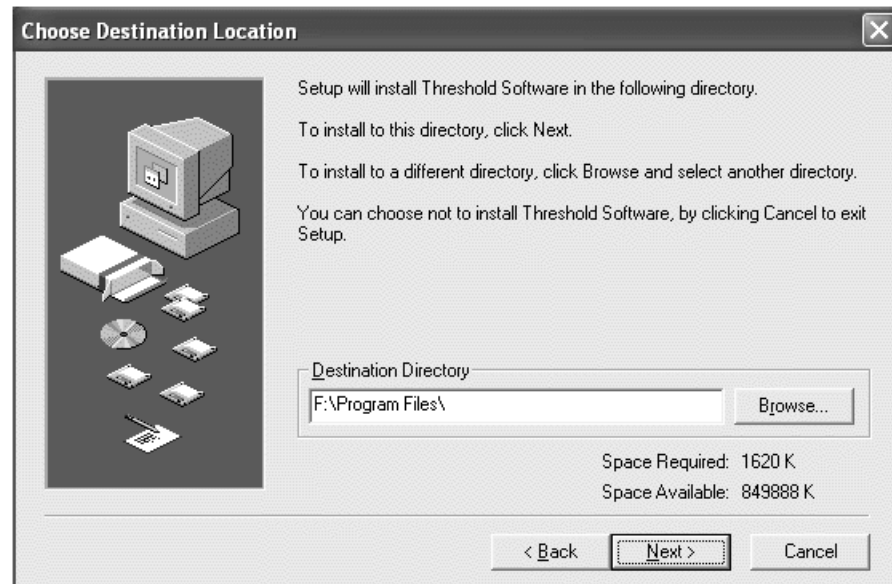 Choose Destination Location
Setup will install Threshold Software in the following directory.
To install to this directory, click Next.
To install to a different directory, click Browse and select another directory.
You can choose not to install Threshold Software, by clicking Cancel to exit
Setup.
Destination Directory
F:\Program Files\
Browse...
Space Required: 1620 K
Space Available: 849888 K
< Back
Next >
Cancel